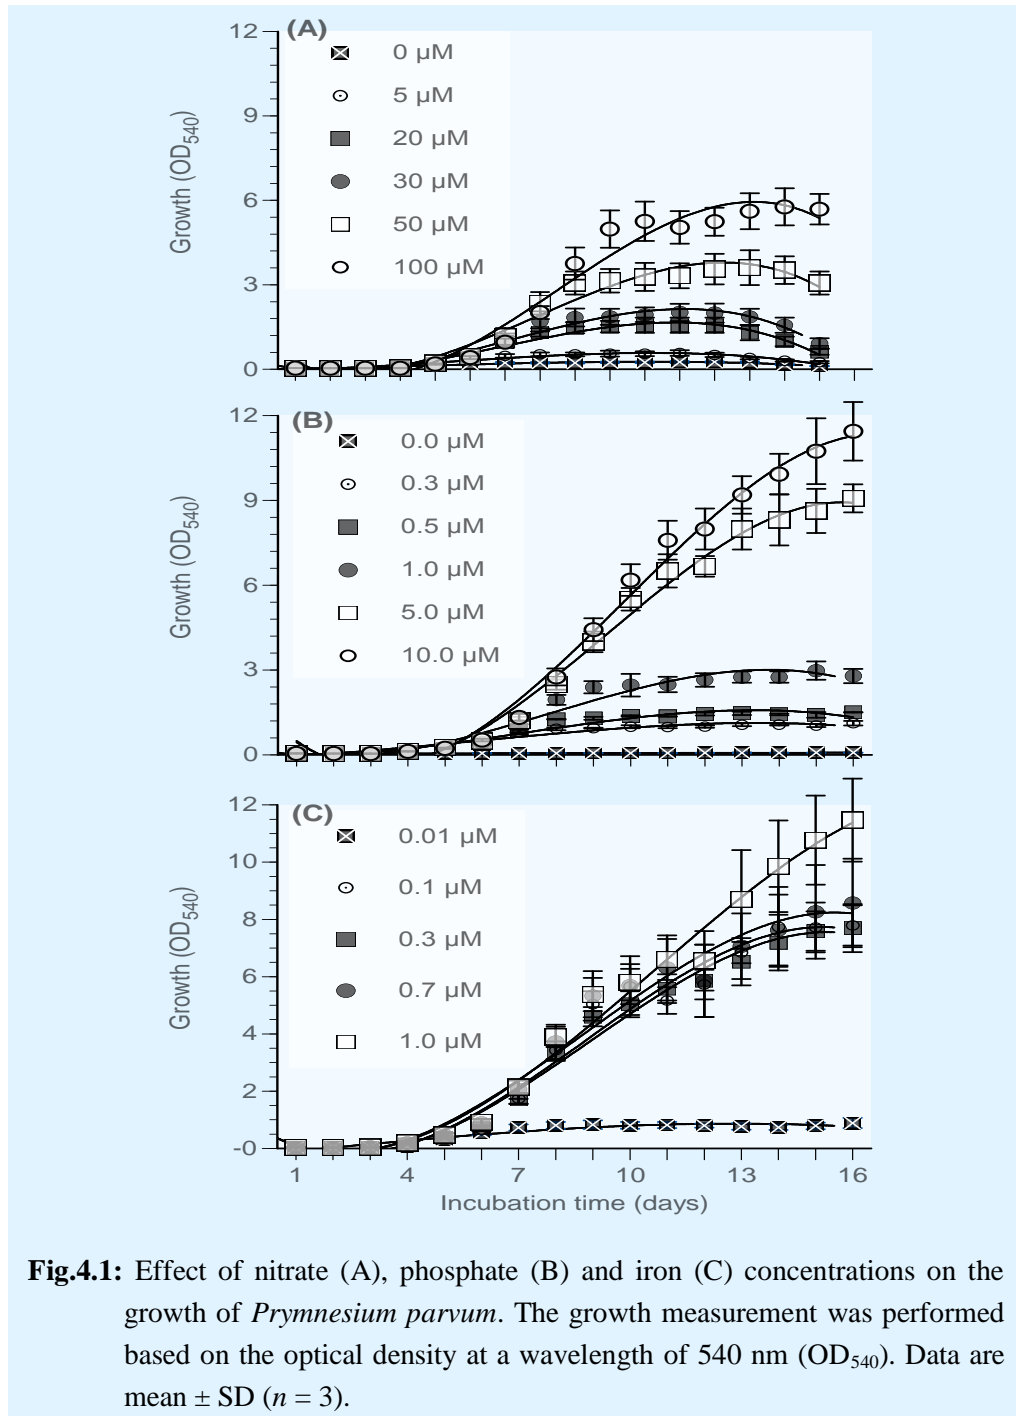 (A)
12
9
6
3
0
Growth (OD540)
0 µM
5 µM
20 µM
30 µM
50 µM
100 µM
(B)
12
9
6
3
0
Growth (OD540)
0.0 µM
0.3 µM
0.5 µM
1.0 µM
5.0 µM
10.0 µM
(C)
12
10
8
6
4
2
-0
Growth (OD540)
0.01 µM
0.1 µM
0.3 µM
0.7 µM
1.0 µM
1 4 7 10 13 16
Incubation time (days)
Fig.4.1: Effect of nitrate (A), phosphate (B) and iron (C) concentrations on the
growth of Prymnesium parvum. The growth measurement was performed
based on the optical density at a wavelength of 540 nm (OD540). Data are
mean ± SD (n = 3).